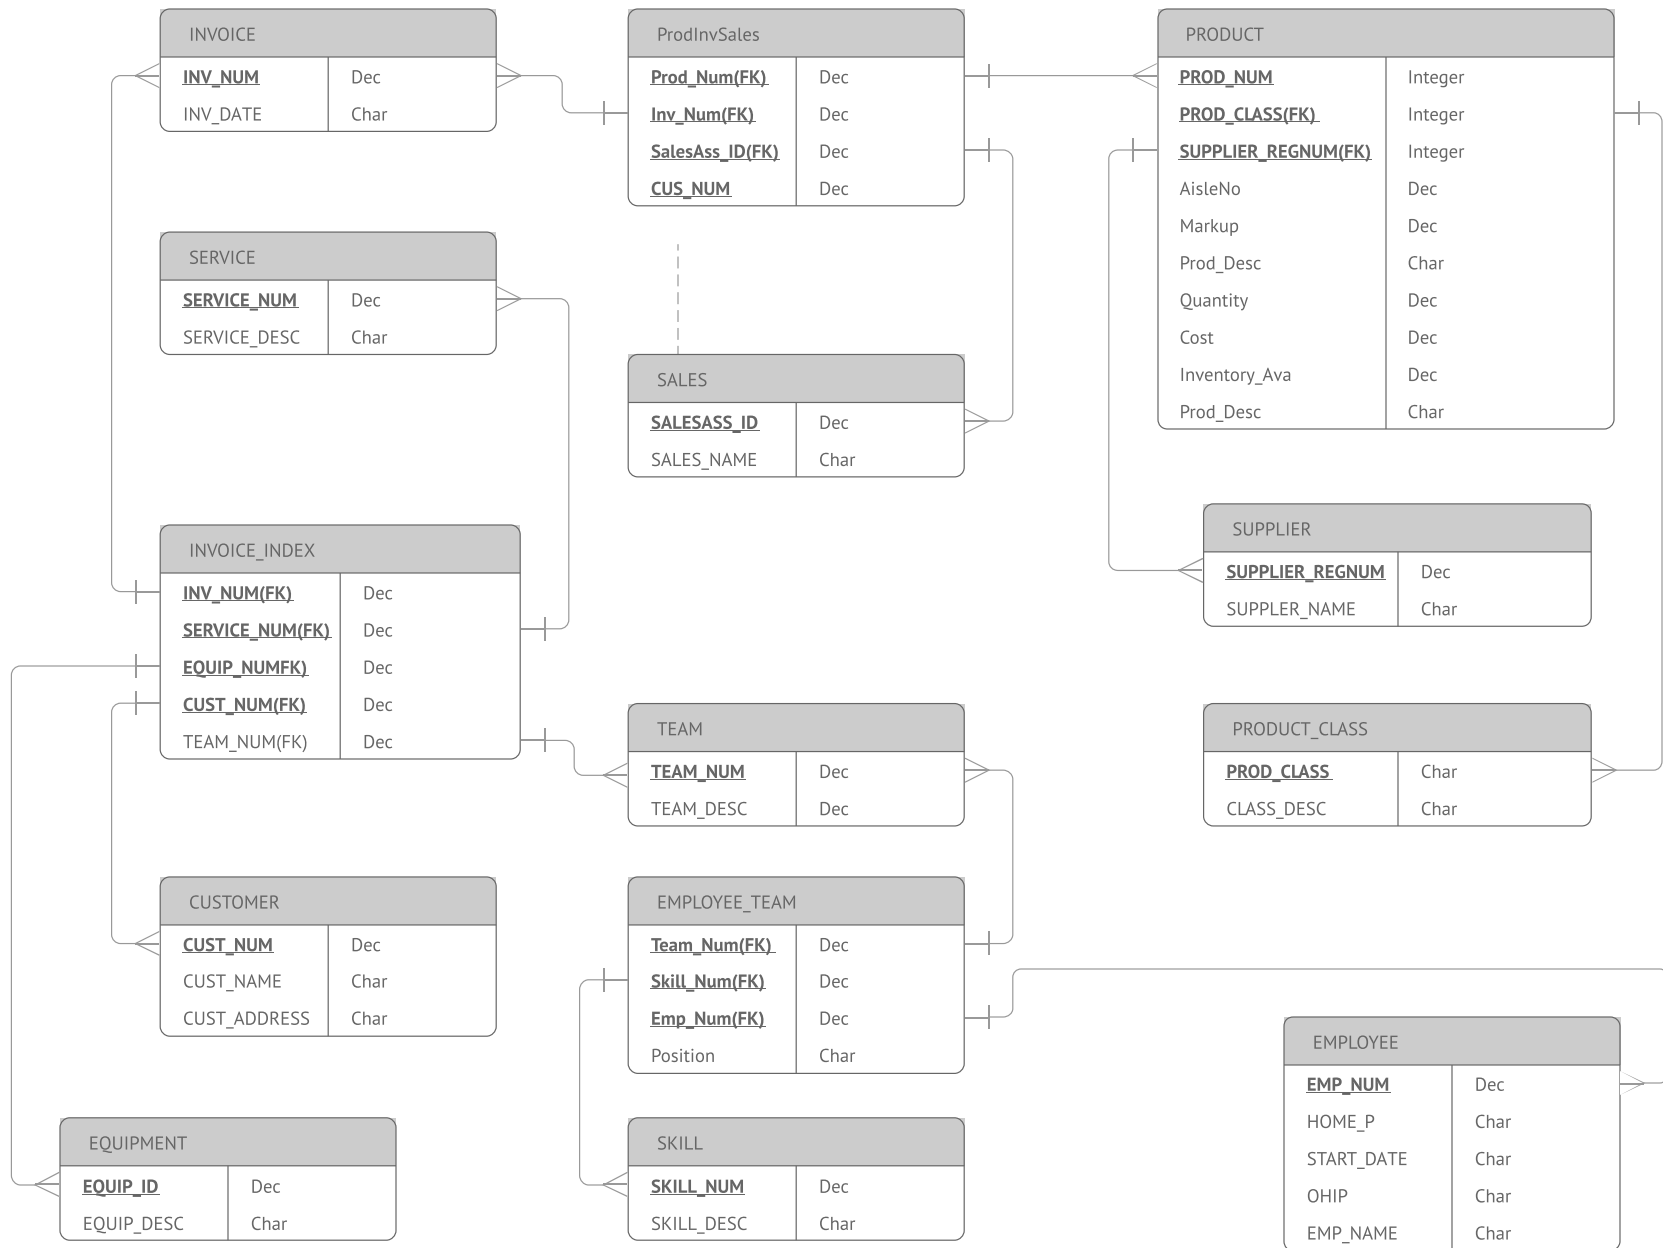 INVOICE
INV_NUM Dec
INV_DATE Char
ProdInvSales
Prod_Num(FK) Dec
Inv_Num(FK) Dec
SalesAss_ID(FK) Dec
CUS_NUM Dec
PRODUCT
PROD_NUM Integer
PROD_CLASS(FK) Integer
SUPPLIER_REGNUM(FK) Integer
AisleNo Dec
Markup Dec
Prod_Desc Char
Quantity Dec
Cost Dec
Inventory_Ava Dec
Prod_Desc Char
SERVICE
SERVICE_NUM Dec
SERVICE_DESC Char
SALES
SALESASS_ID Dec
SALES_NAME Char
SUPPLIER
SUPPLIER_REGNUM Dec
SUPPLER_NAME Char
INVOICE_INDEX
INV_NUM(FK) Dec
SERVICE_NUM(FK) Dec
EQUIP_NUMFK) Dec
CUST_NUM(FK) Dec
TEAM_NUM(FK) Dec
TEAM
TEAM_NUM Dec
TEAM_DESC Dec
PRODUCT_CLASS
PROD_CLASS Char
CLASS_DESC Char
CUSTOMER
CUST_NUM Dec
CUST_NAME Char
CUST_ADDRESS Char
EMPLOYEE_TEAM
Team_Num(FK) Dec
Skill_Num(FK) Dec
Emp_Num(FK) Dec
Position Char
EMPLOYEE
EMP_NUM Dec
HOME_P Char
START_DATE Char
OHIP Char
EMP_NAME Char
EQUIPMENT
EQUIP_ID Dec
EQUIP_DESC Char
SKILL
SKILL_NUM Dec
SKILL_DESC Char